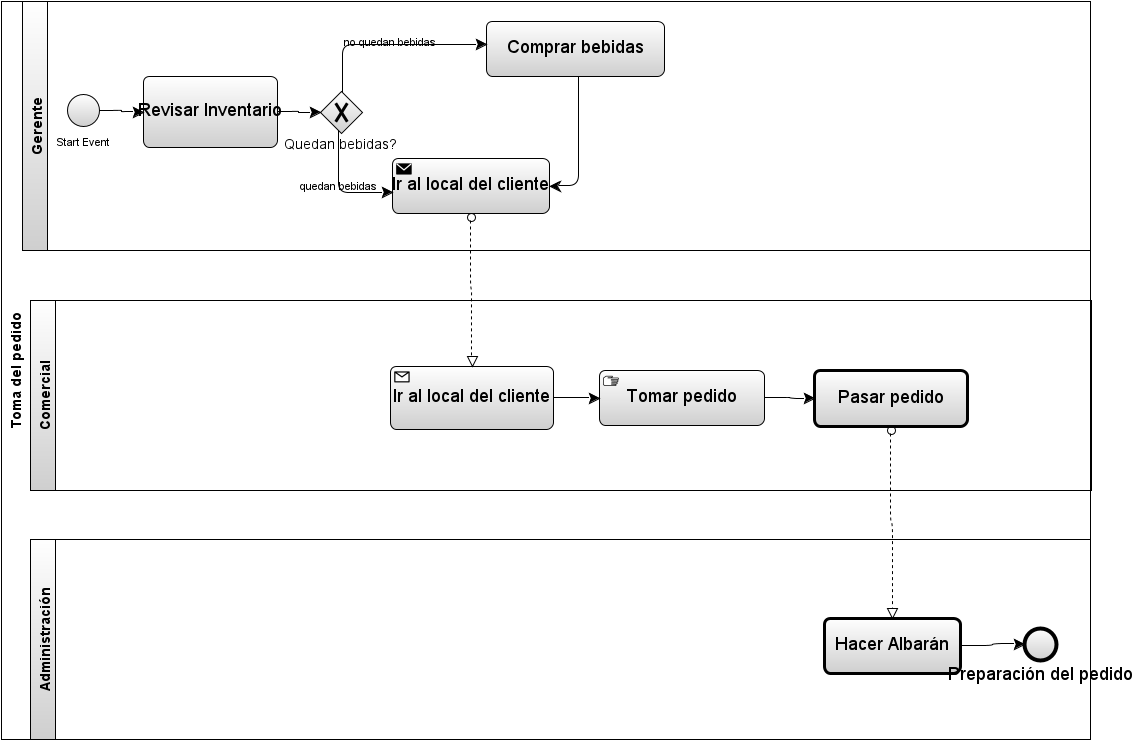 Toma del pedido
Gerente
Start Event
Revisar Inventario
Quedan bebidas?
no quedan bebidas
Comprar bebidas
quedan bebidas
Ir al local del cliente
Comercial
Ir al local del cliente
Tomar pedido
Pasar pedido
Administración
Hacer Albarán
Preparación del pedido